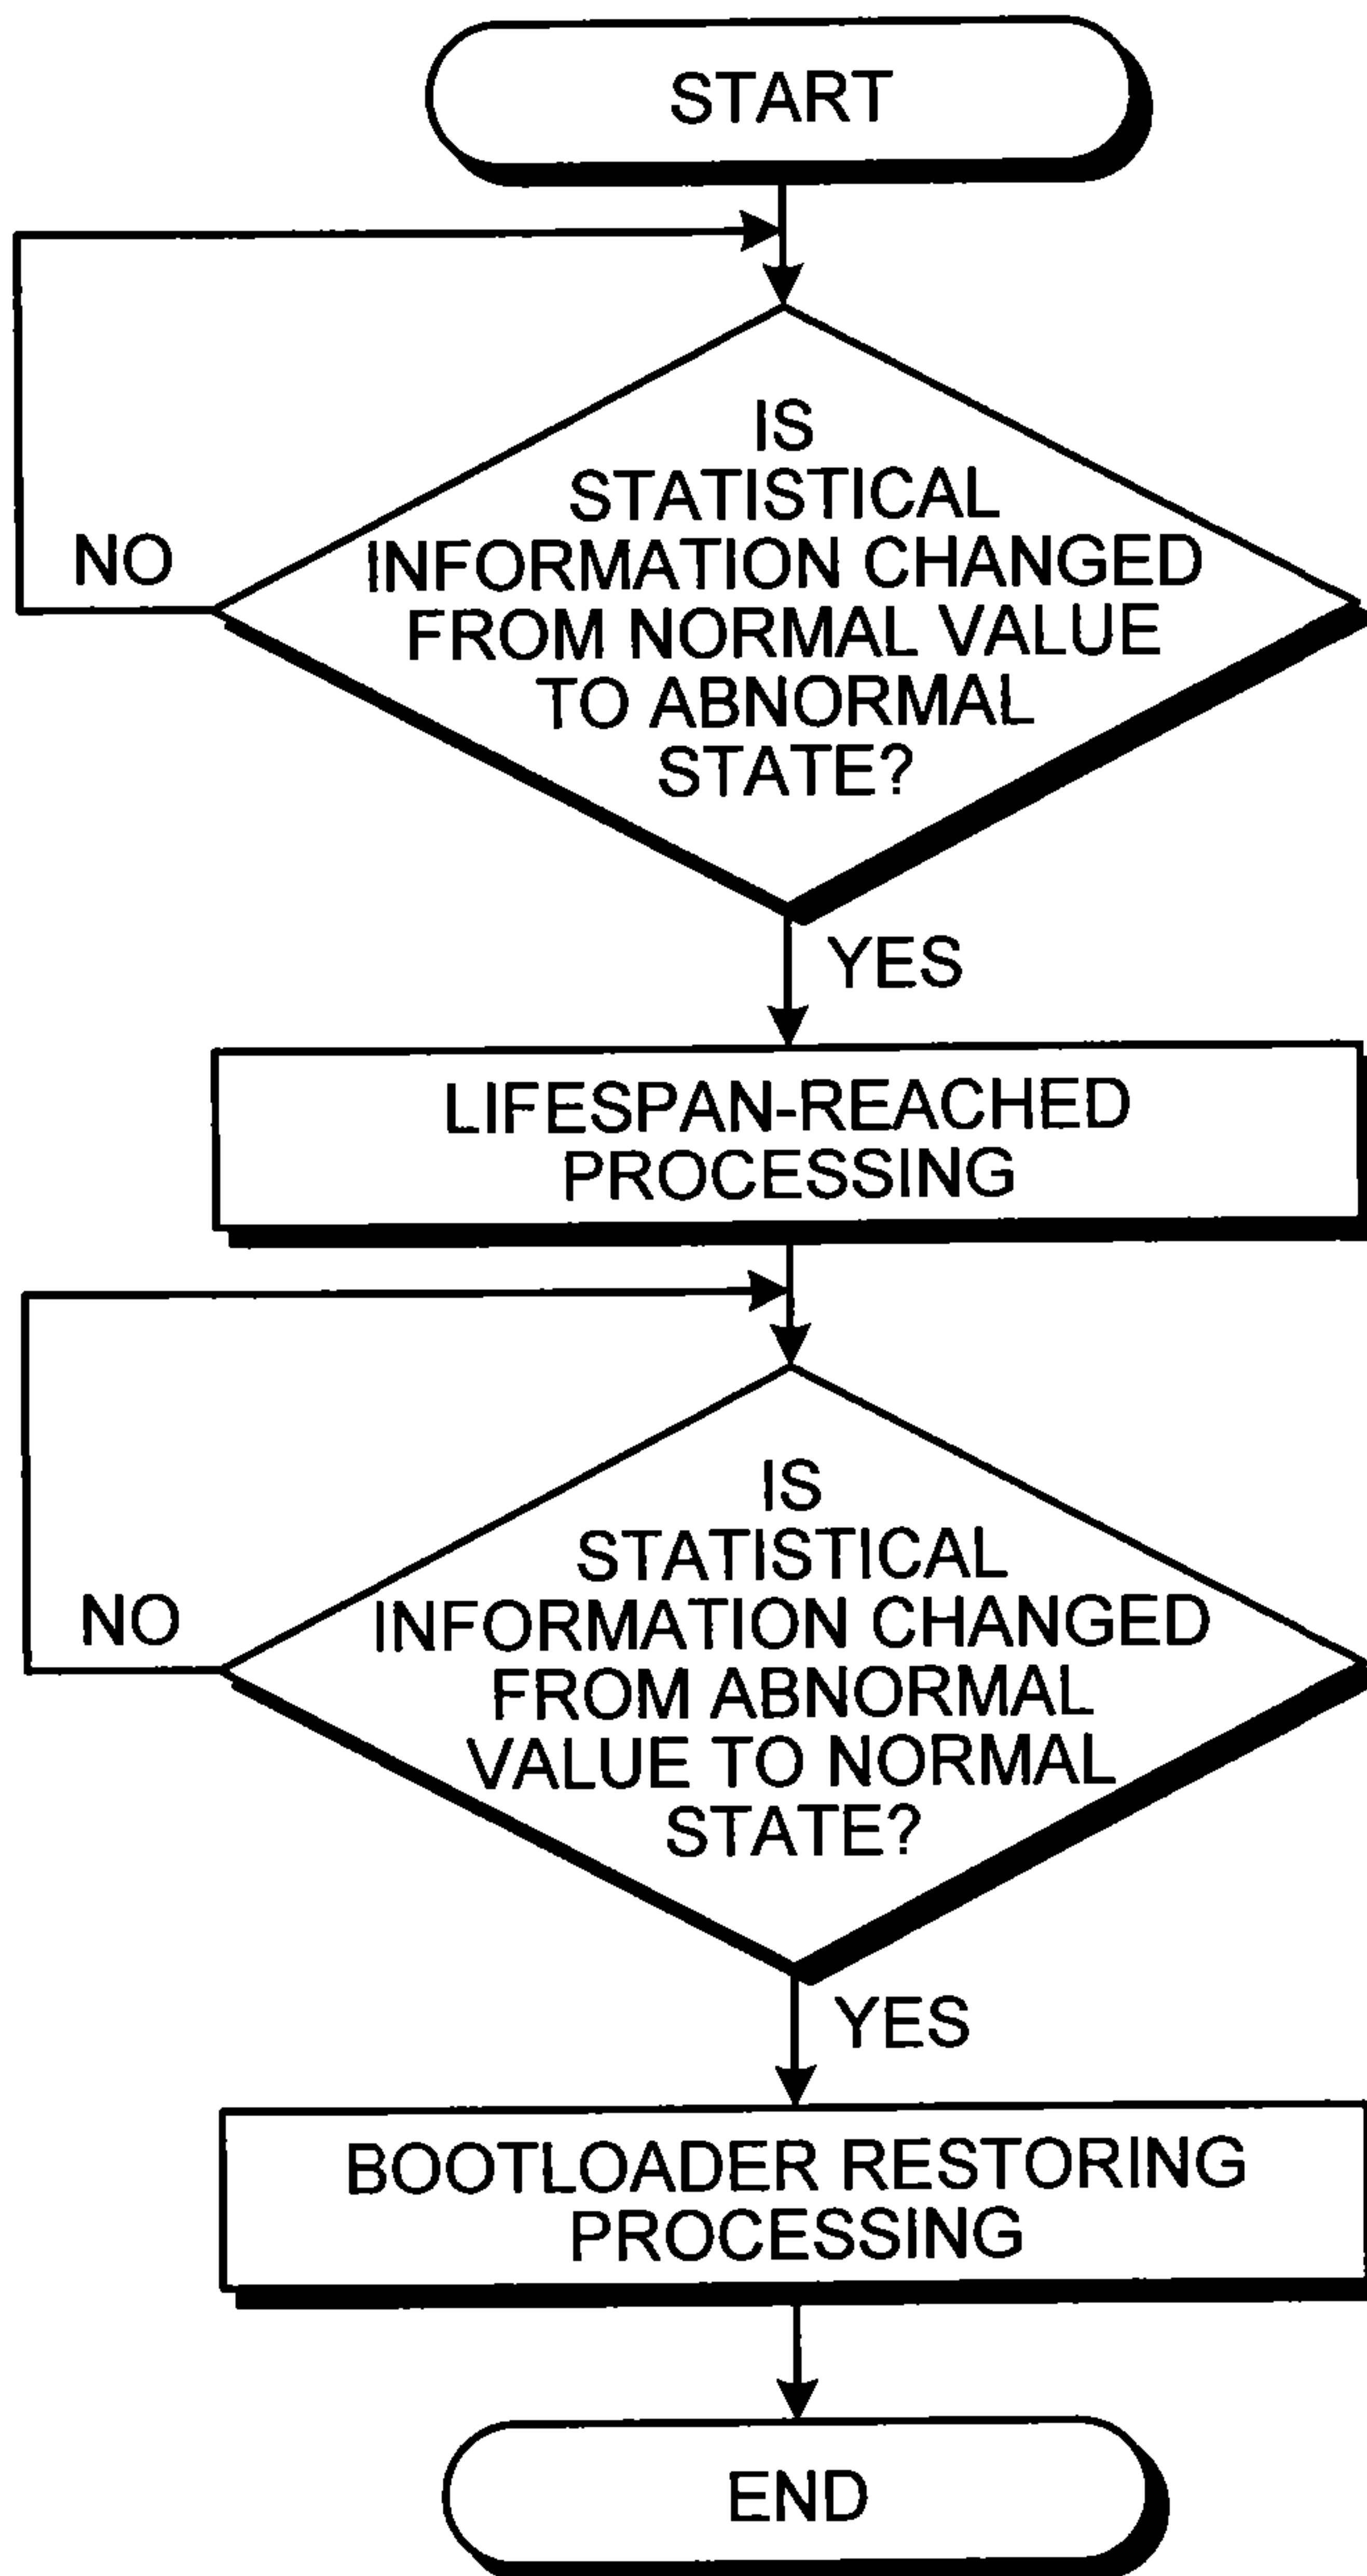 START
IS
STATISTICAL
INFORMATION CHANGED
FROM NORMAL VALUE
TO ABNORMAL
STATE?
NO
YES
LIFESPAN-REACHED
PROCESSING
IS
STATISTICAL
INFORMATION CHANGED
FROM ABNORMAL
VALUE TO NORMAL
STATE?
NO
YES
BOOTLOADER RESTORING
PROCESSING
END